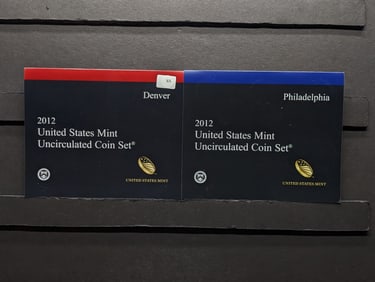 Denver
2012
United States Mint
Uncirculated Coin Set®
UNITED STATES MINT
Philadelphia
2012
United States Mint
Uncirculated Coin Set®
UNITED STATES MINT